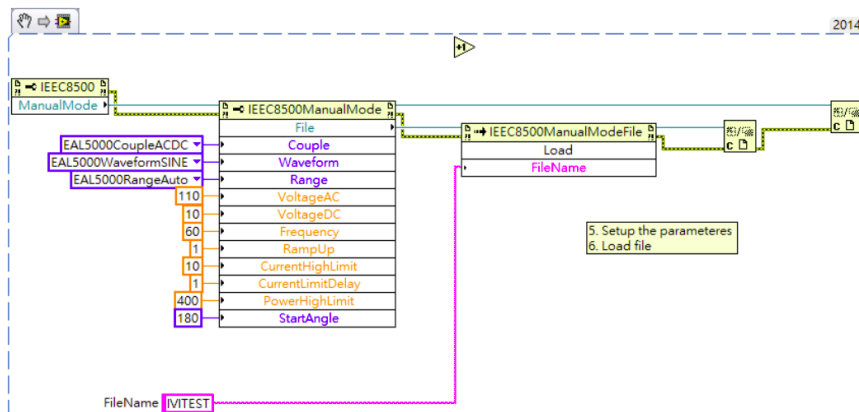 2014
+1
IEEC8500
ManualMode
IEEC8500ManualMode
File
EAL5000CoupleACDC
Couple
EAL5000WaveformSINE
Waveform
EAL5000RangeAuto
Range
110
VoltageAC
10
VoltageDC
60
Frequency
1
RampUp
10
CurrentHighLimit
1
CurrentLimitDelay
400
PowerHighLimit
180
StartAngle
IEEC8500ManualModeFile
Load
FileName
C
C
5. Setup the parameteres
6. Load file
FileName IVITEST